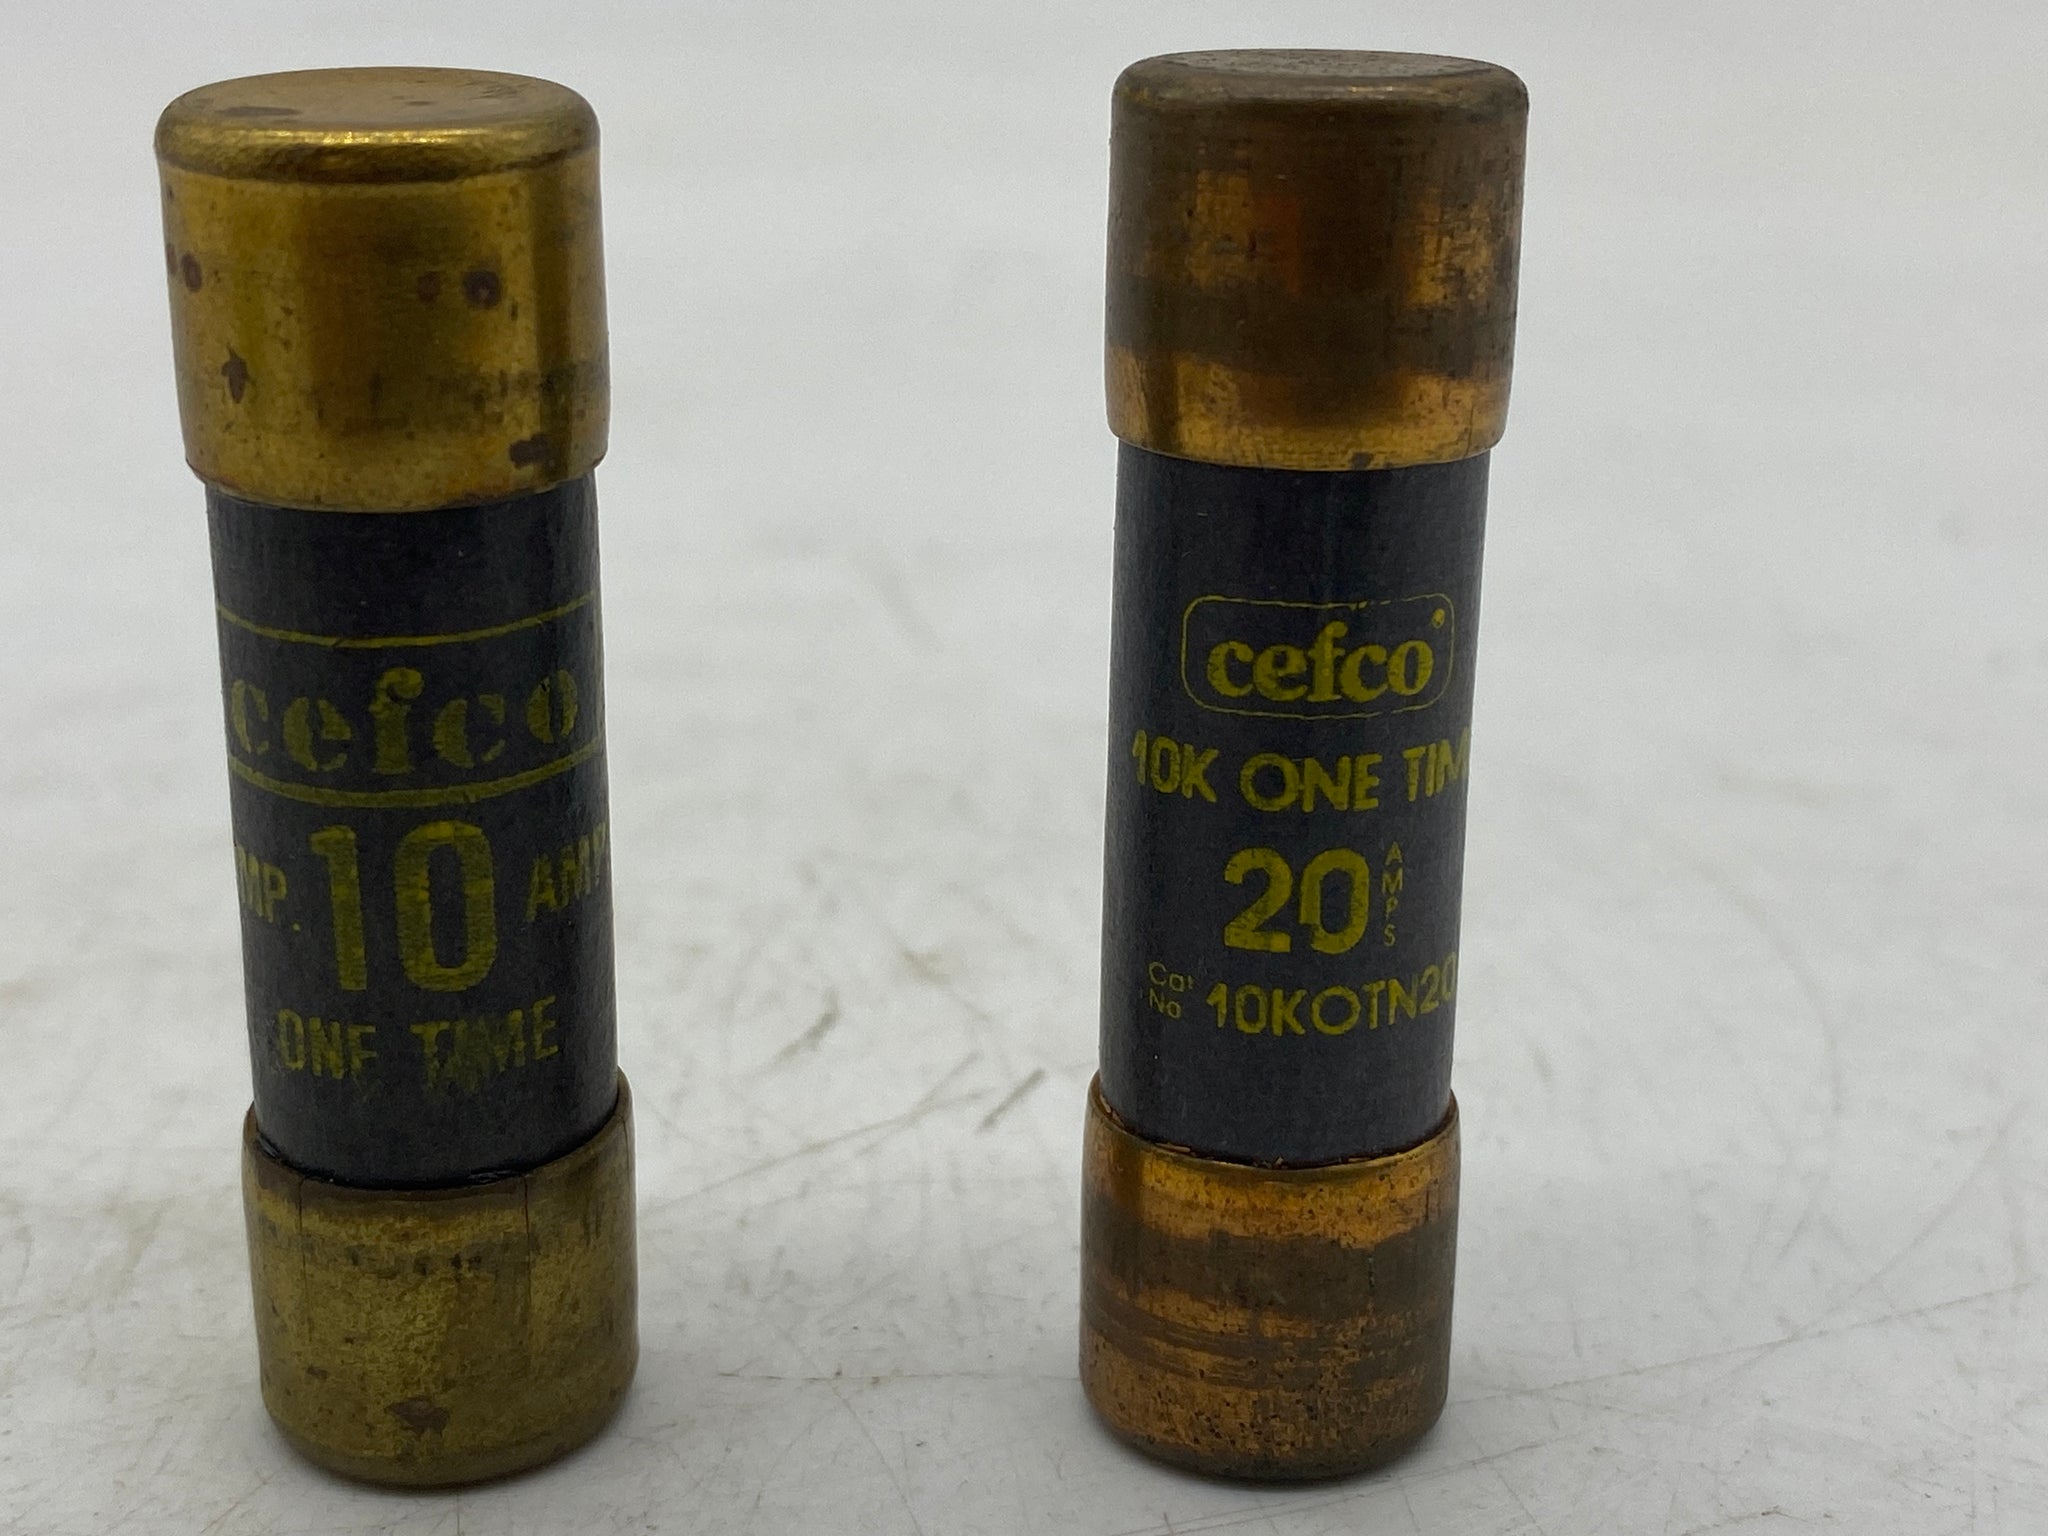 cefco
MP. 10 AMP
ONE TIME
cefco
10K ONE TIM
20 AMPS
Cat No 10KOTN20